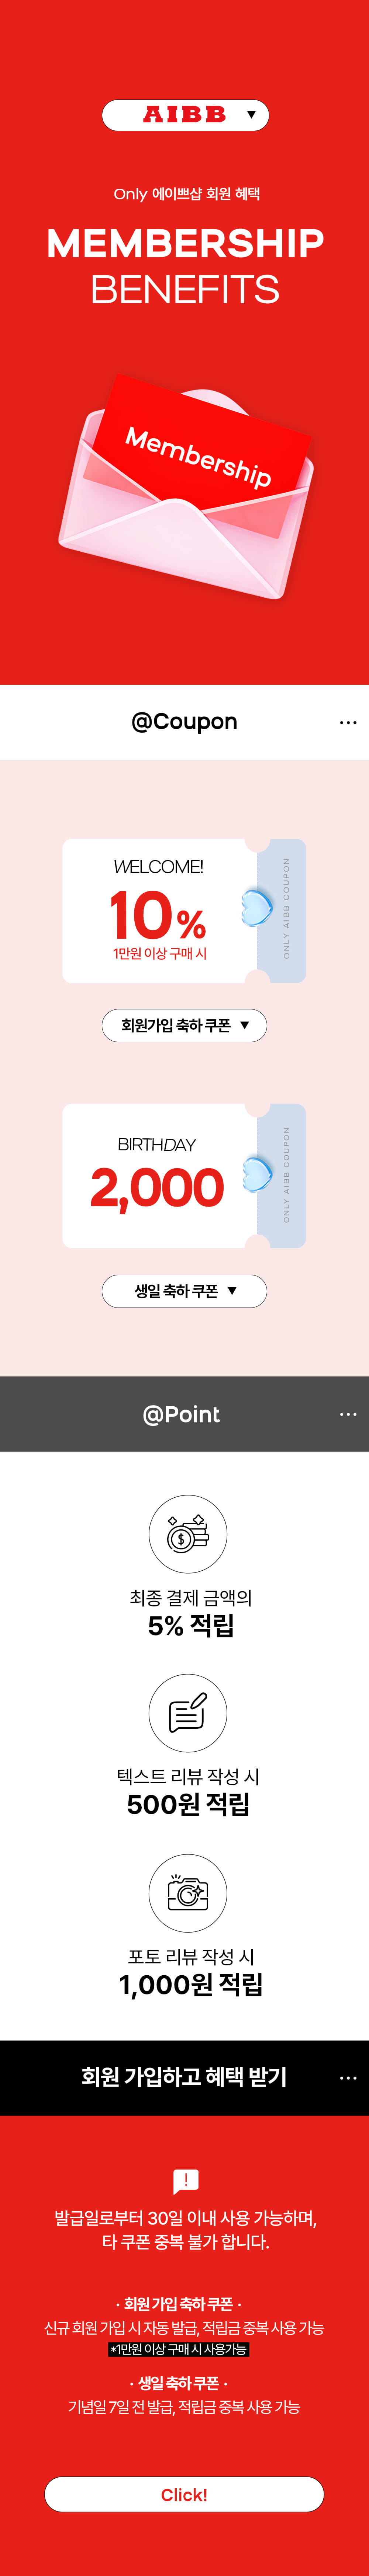 AIBB ▼
Only 에이쁘샵 회원 혜택
MEMBERSHIP
BENEFITS
Membership
@Coupon ...
WELCOME!
10%
1만원 이상 구매 시
ONLY AIBB COUPON
회원가입 축하 쿠폰 ▼
BIRTHDAY
2,000
ONLY AIBB COUPON
생일 축하 쿠폰 ▼
@Point ...
최종 결제 금액의
5% 적립
텍스트 리뷰 작성 시
500원 적립
포토 리뷰 작성 시
1,000원 적립
회원 가입하고 혜택 받기 ...
발급일로부터 30일 이내 사용 가능하며,
타 쿠폰 중복 불가 합니다.
· 회원 가입 축하 쿠폰 ·
신규 회원 가입 시 자동 발급, 적립금 중복 사용 가능
*1만원 이상 구매 시 사용가능
· 생일 축하 쿠폰 ·
기념일 7일 전 발급, 적립금 중복 사용 가능
Click!